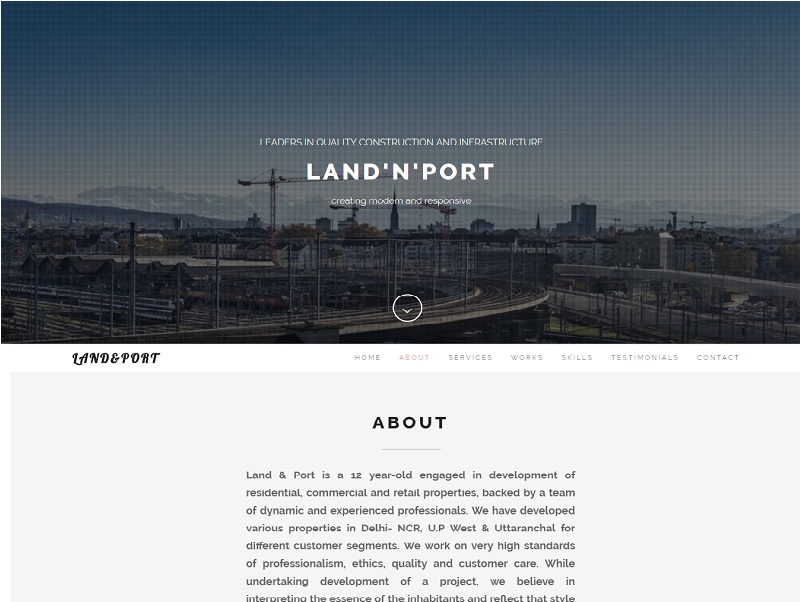 LEADERS IN QUALITY CONSTRUCTION AND INFRASTRUCTURE
LAND'N'PORT
creating modern and responsive
LAND&PORT
HOME ABOUT SERVICES WORKS SKILLS TESTIMONIALS CONTACT
ABOUT
Land & Port is a 12 year-old engaged in development of
residential, commercial and retail properties, backed by a team
of dynamic and experienced professionals. We have developed
various properties in Delhi- NCR, U.P West & Uttaranchal for
different customer segments. We work on very high standards
of professionalism, ethics, quality and customer care. While
undertaking development of a project, we believe in
interpreting the essence of the inhabitants and reflect that style